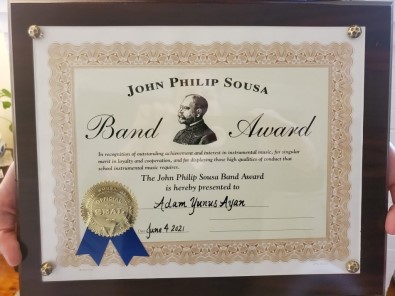 JOHN PHILIP SOUSA
Band Award
In recognition of outstanding achievement and interest in instrumental music, for singular
merit in loyalty and cooperation, and for displaying those high qualities of conduct that
school instrumental music requires.
The John Philip Sousa Band Award
is hereby presented to
Adam Yunus Ayan
June 4 2021